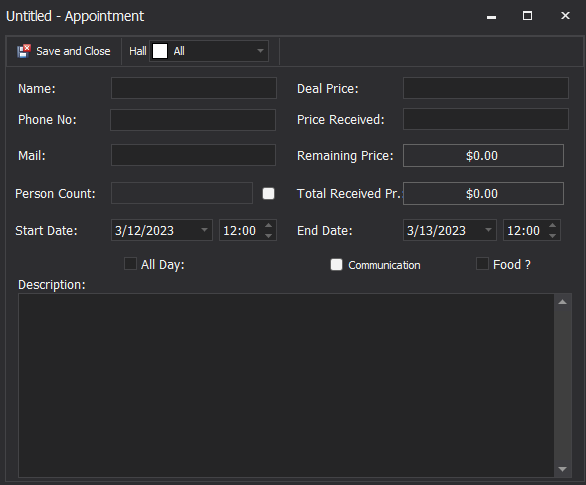 Untitled - Appointment
Save and Close Hall All
Name: Deal Price:
Phone No: Price Received:
Mail: Remaining Price: $0.00
Person Count: Total Received Pr.: $0.00
Start Date: 3/12/2023 12:00 End Date: 3/13/2023 12:00
All Day: Communication Food ?
Description: